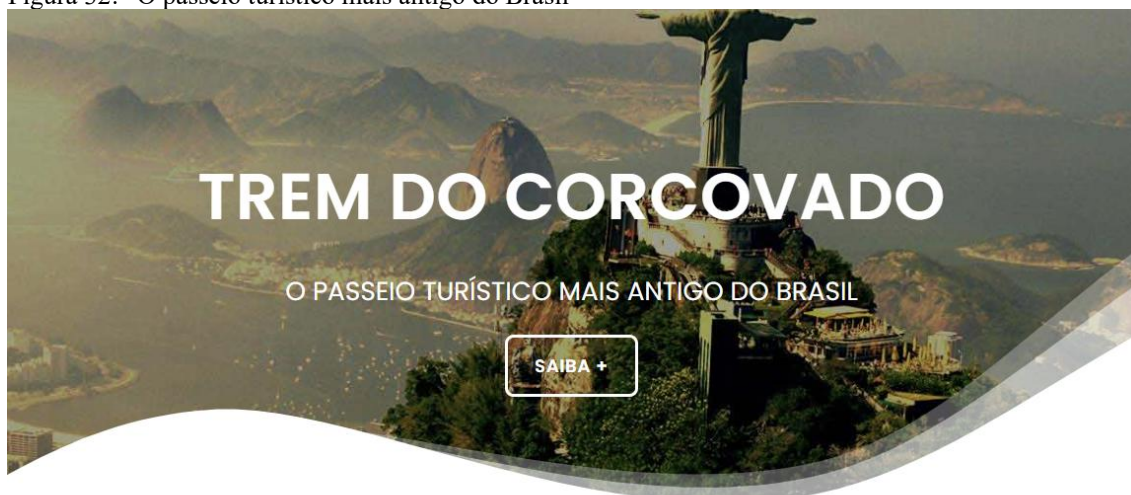 Figura 32: "O passeio turístico mais antigo do Brasil"
TREM DO CORCOVADO
O PASSEIO TURÍSTICO MAIS ANTIGO DO BRASIL
SAIBA +